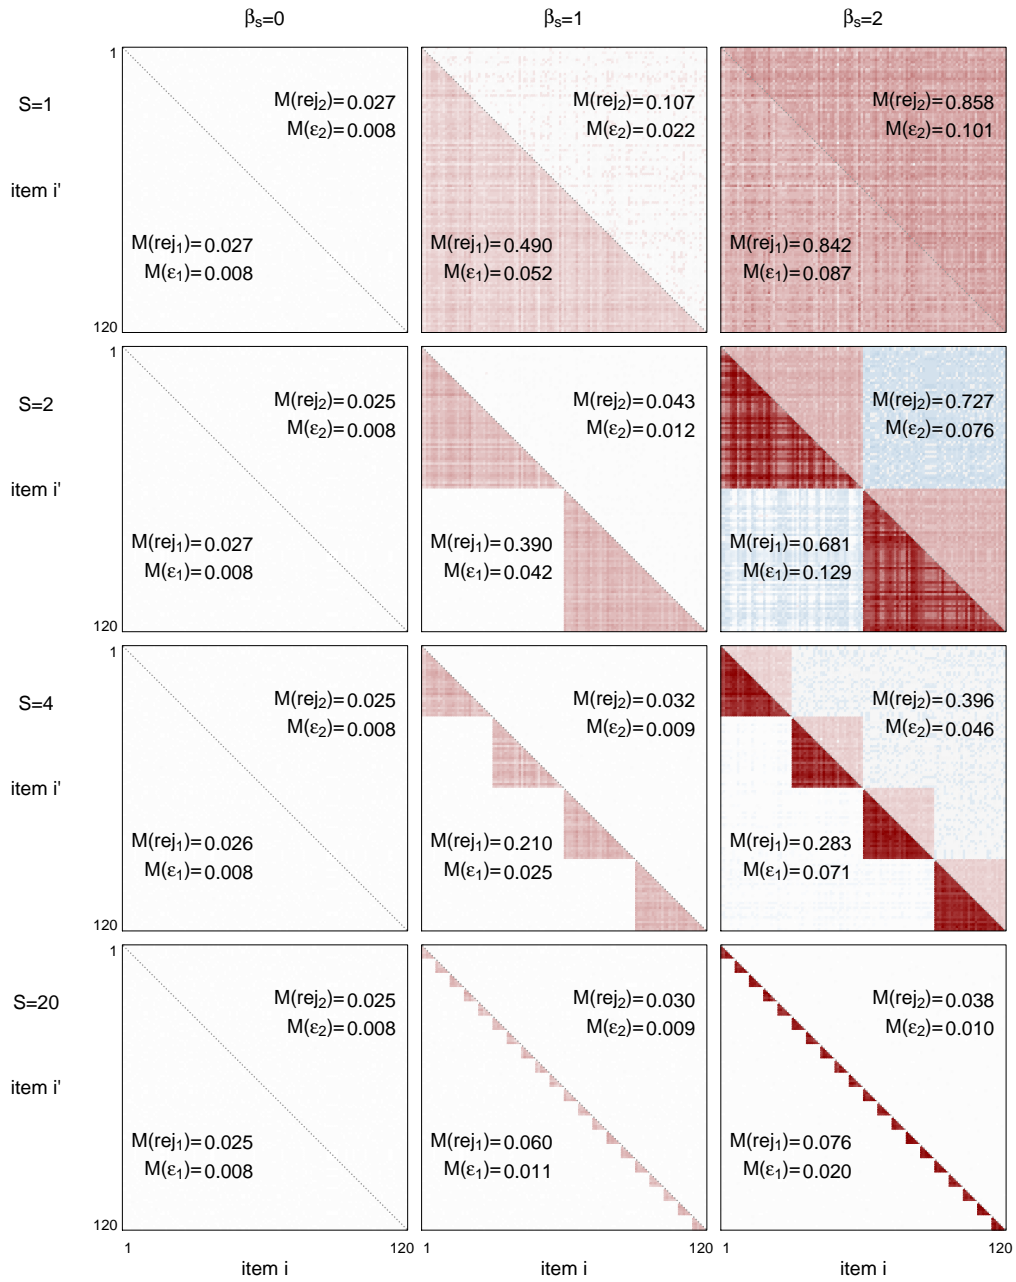 βs=0 βs=1 βs=2
1
S=1
item i'
120
M(rej2)=0.027
M(ε2)=0.008
M(rej1)=0.027
M(ε1)=0.008
M(rej2)=0.107
M(ε2)=0.022
M(rej1)=0.490
M(ε1)=0.052
M(rej2)=0.858
M(ε2)=0.101
M(rej1)=0.842
M(ε1)=0.087
1
S=2
item i'
120
M(rej2)=0.025
M(ε2)=0.008
M(rej1)=0.027
M(ε1)=0.008
M(rej2)=0.043
M(ε2)=0.012
M(rej1)=0.390
M(ε1)=0.042
M(rej2)=0.727
M(ε2)=0.076
M(rej1)=0.681
M(ε1)=0.129
1
S=4
item i'
120
M(rej2)=0.025
M(ε2)=0.008
M(rej1)=0.026
M(ε1)=0.008
M(rej2)=0.032
M(ε2)=0.009
M(rej1)=0.210
M(ε1)=0.025
M(rej2)=0.396
M(ε2)=0.046
M(rej1)=0.283
M(ε1)=0.071
1
S=20
item i'
120
M(rej2)=0.025
M(ε2)=0.008
M(rej1)=0.025
M(ε1)=0.008
M(rej2)=0.030
M(ε2)=0.009
M(rej1)=0.060
M(ε1)=0.011
M(rej2)=0.038
M(ε2)=0.010
M(rej1)=0.076
M(ε1)=0.020
1 120 1 120 1 120
item i item i item i